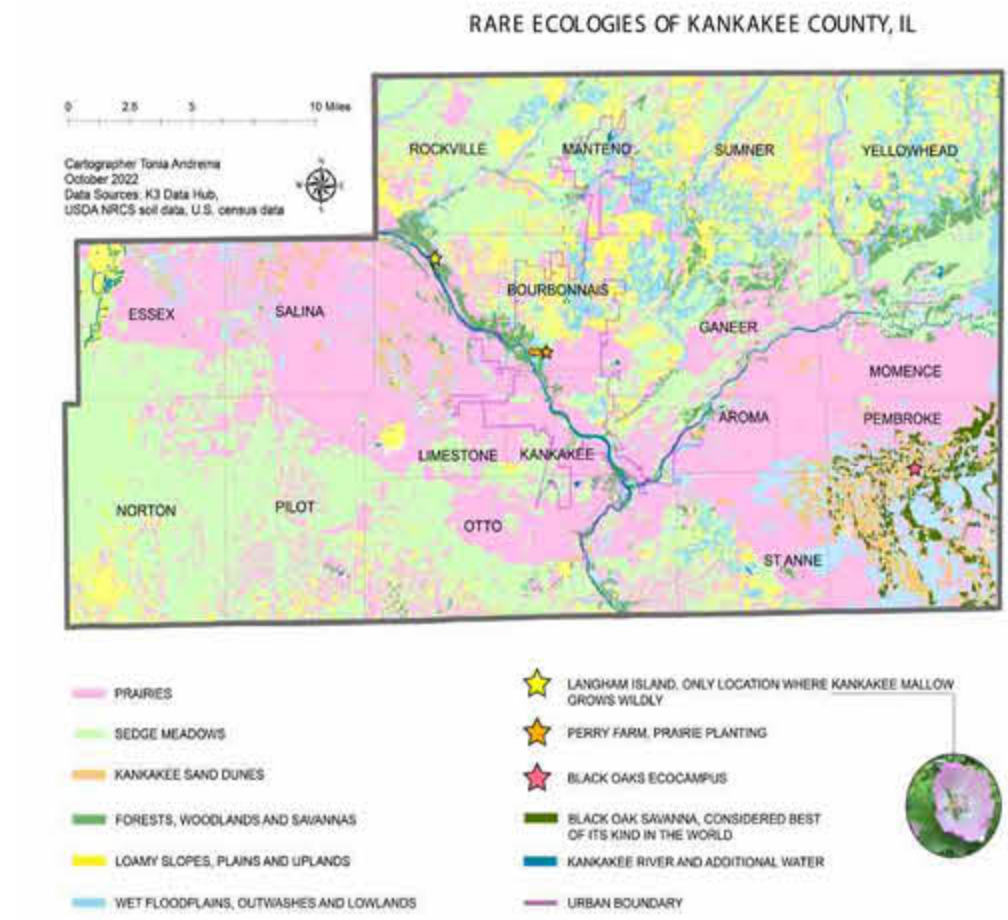 RARE ECOLOGIES OF KANKAKEE COUNTY, IL
0 2.5 5 10 Miles
Cartographer Tonia Andreina
October 2022
Data Sources: K3 Data Hub,
USDA NRCS soil data, U.S. census data
N
W E
S
ROCKVILLE MANTENO SUMNER YELLOWHEAD
BOURBONNAIS
ESSEX SALINA
GANEER
MOMENCE
AROMA PEMBROKE
LIMESTONE KANKAKEE
NORTON PILOT
OTTO
ST ANNE
PRAIRIES
SEDGE MEADOWS
KANKAKEE SAND DUNES
FORESTS, WOODLANDS AND SAVANNAS
LOAMY SLOPES, PLAINS AND UPLANDS
WET FLOODPLAINS, OUTWASHES AND LOWLANDS
LANGHAM ISLAND, ONLY LOCATION WHERE KANKAKEE MALLOW
GROWS WILDLY
PERRY FARM, PRAIRIE PLANTING
BLACK OAKS ECOCAMPUS
BLACK OAK SAVANNA, CONSIDERED BEST
OF ITS KIND IN THE WORLD
KANKAKEE RIVER AND ADDITIONAL WATER
URBAN BOUNDARY